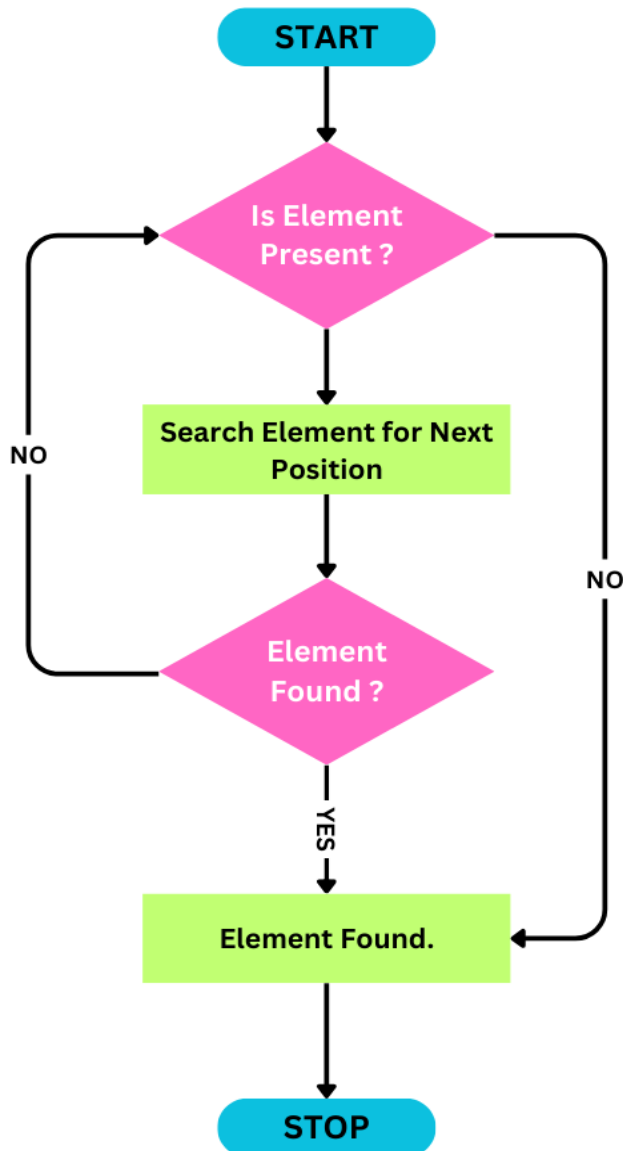 START
Is Element
Present ?
Search Element for Next
Position
NO
NO
Element
Found ?
YES
Element Found.
STOP